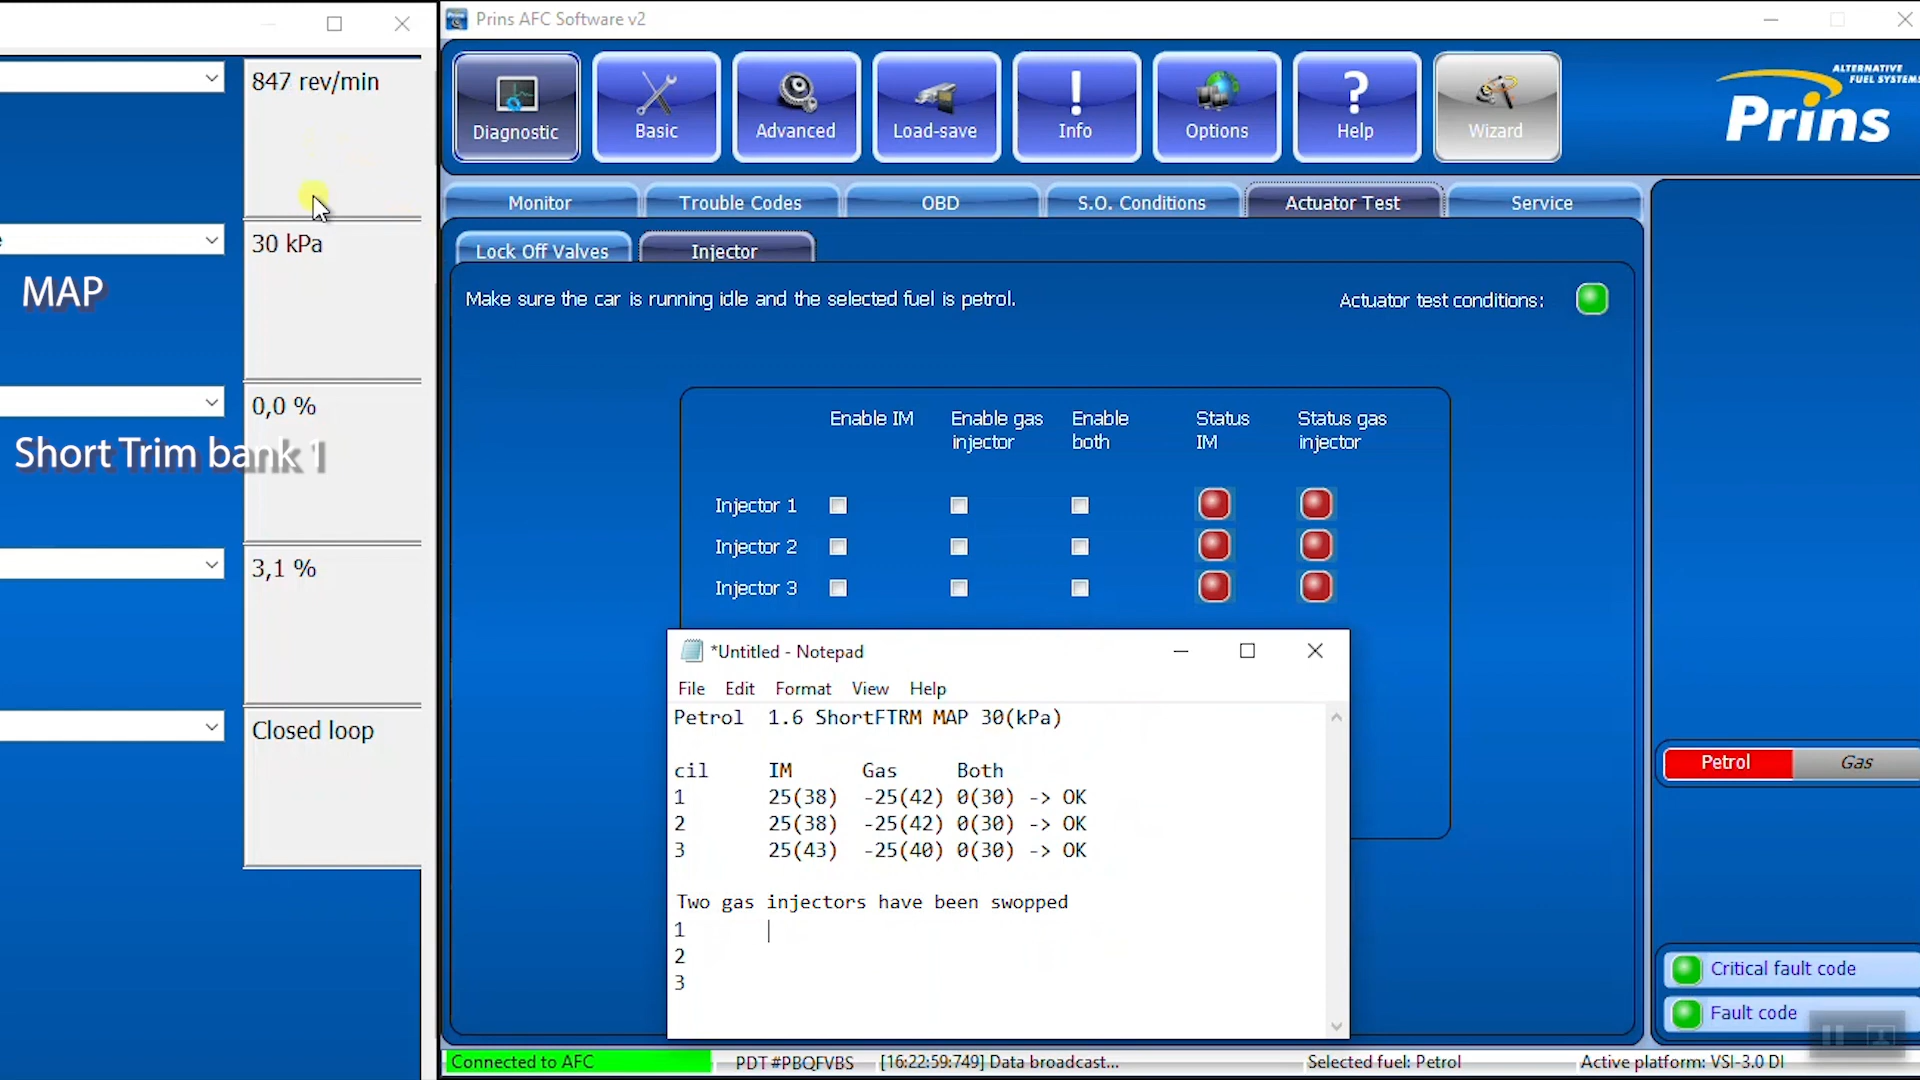 847 rev/min
30 kPa
MAP
0,0 %
Short Trim bank 1
3,1 %
Closed loop
Prins AFC Software v2
Diagnostic
Basic
Advanced
Load-save
Info
Options
Help
Wizard
ALTERNATIVE
FUEL SYSTEMS
Prins
Monitor
Trouble Codes
OBD
S.O. Conditions
Actuator Test
Service
Lock Off Valves
Injector
Make sure the car is running idle and the selected fuel is petrol.
Actuator test conditions:
Enable IM
Enable gas
injector
Enable
both
Status
IM
Status gas
injector
Injector 1
Injector 2
Injector 3
*Untitled - Notepad
File Edit Format View Help
Petrol 1.6 ShortFTRM MAP 30(kPa)
cil IM Gas Both
1 25(38) -25(42) 0(30) -> OK
2 25(38) -25(42) 0(30) -> OK
3 25(43) -25(40) 0(30) -> OK
Two gas injectors have been swopped
1
2
3
Petrol
Gas
Critical fault code
Fault code
Connected to AFC
PDT #PBQFVBS
[16:22:59:749] Data broadcast...
Selected fuel: Petrol
Active platform: VSI-3.0 DI